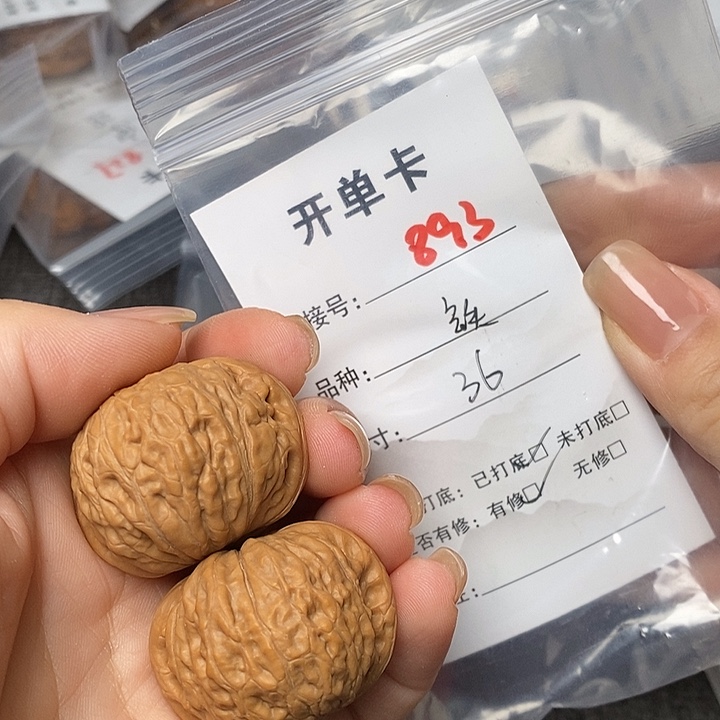 开单卡
接号: 893
品种:
寸: 36
打底: 已打底☑ 未打底□
否有修: 有修☑ 无修□